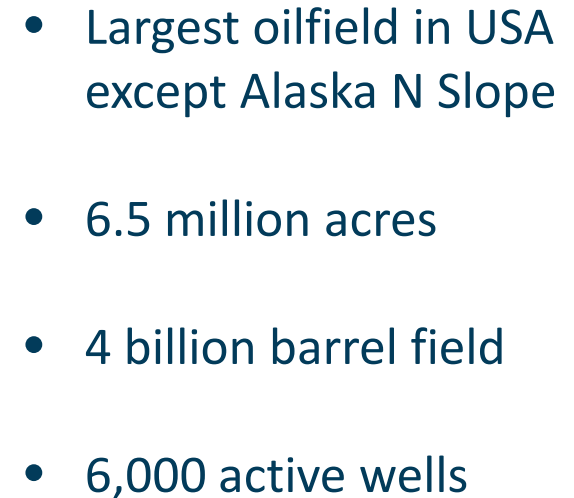 • Largest oilfield in USA
except Alaska N Slope
• 6.5 million acres
• 4 billion barrel field
• 6,000 active wells